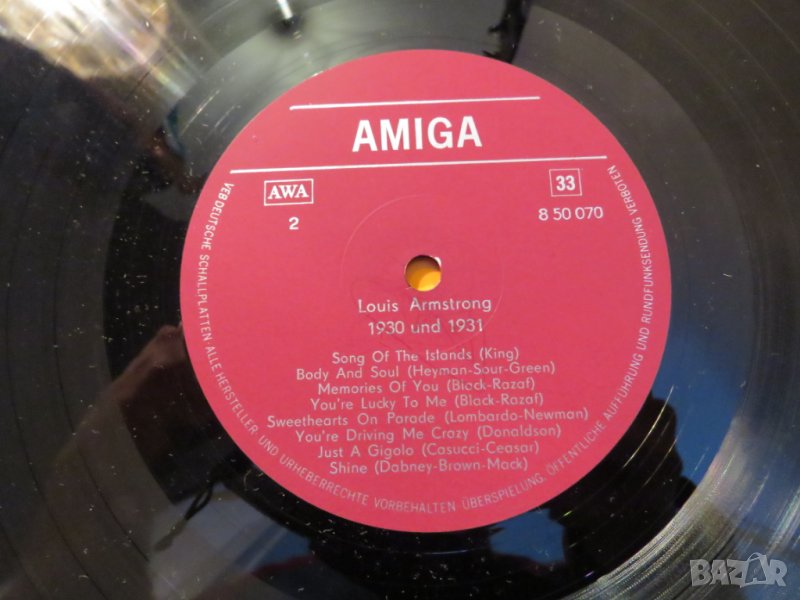 AMIGA
AWA
33
2
8 50 070
Louis Armstrong
1930 und 1931
Song Of The Islands (King)
Body And Soul (Heyman-Sour-Green)
Memories Of You (Black-Razaf)
You're Lucky To Me (Black-Razaf)
Sweethearts On Parade (Lombardo-Newman)
You're Driving Me Crazy (Donaldson)
Just A Gigolo (Casucci-Ceasar)
Shine (Dabney-Brown-Mack)
VEB DEUTSCHE SCHALLPLATTEN ALLE HERSTELLER UND URHEBERRECHTE VORBEHALTEN ÜBERSPIELUNG, ÖFFENTLICHE AUFFÜHRUNG UND RUNDFUNKSENDUNG VERBOTEN
BAZAR
bazar.bg